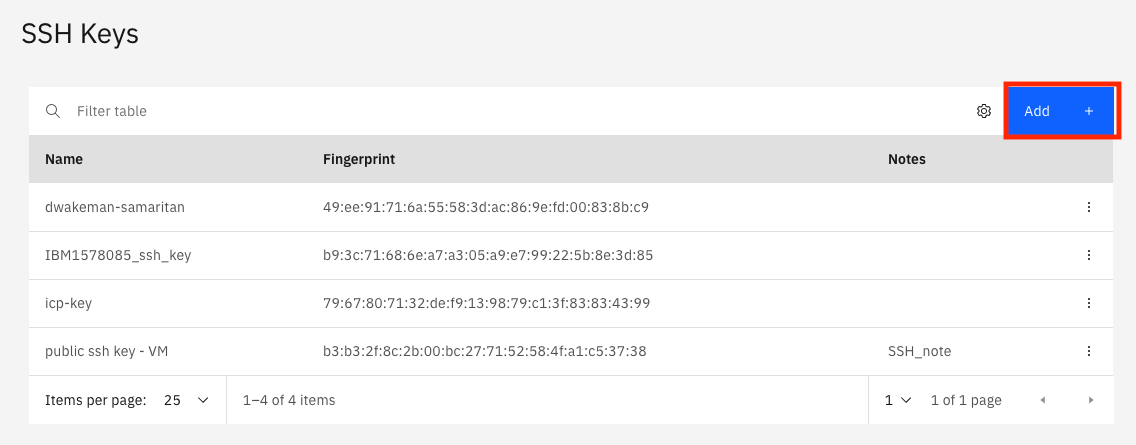 SSH Keys
Filter table
Add +
Name Fingerprint Notes
dwakeman-samaritan 49:ee:91:71:6a:55:58:3d:ac:86:9e:fd:00:83:8b:c9
IBM1578085_ssh_key b9:3c:71:68:6e:a7:a3:05:a9:e7:99:22:5b:8e:3d:85
icp-key 79:67:80:71:32:de:f9:13:98:79:c1:3f:83:83:43:99
public ssh key - VM b3:b3:2f:8c:2b:00:bc:27:71:52:58:4f:a1:c5:37:38 SSH_note
Items per page: 25 1–4 of 4 items 1 1 of 1 page